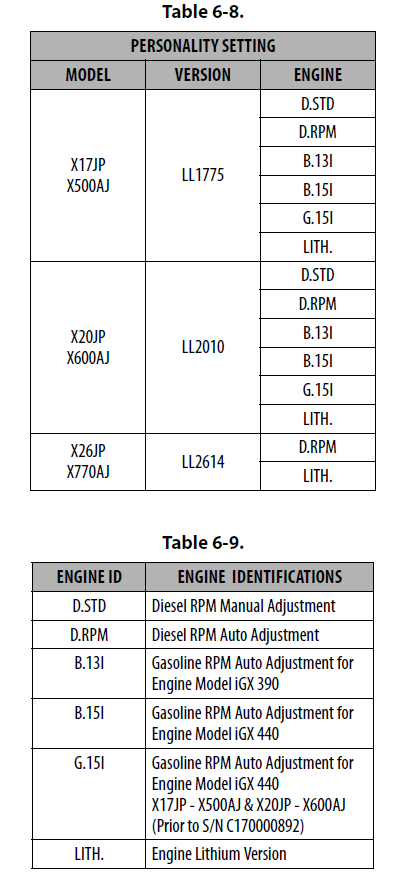 Table 6-8.
PERSONALITY SETTING
MODEL VERSION ENGINE
X17JP
X500AJ
LL1775
D.STD
D.RPM
B.13I
B.15I
G.15I
LITH.
X20JP
X600AJ
LL2010
D.STD
D.RPM
B.13I
B.15I
G.15I
LITH.
X26JP
X770AJ
LL2614
D.RPM
LITH.
Table 6-9.
ENGINE ID ENGINE IDENTIFICATIONS
D.STD Diesel RPM Manual Adjustment
D.RPM Diesel RPM Auto Adjustment
B.13I Gasoline RPM Auto Adjustment for
Engine Model iGX 390
B.15I Gasoline RPM Auto Adjustment for
Engine Model iGX 440
G.15I Gasoline RPM Auto Adjustment for
Engine Model iGX 440
X17JP - X500AJ & X20JP - X600AJ
(Prior to S/N C170000892)
LITH. Engine Lithium Version